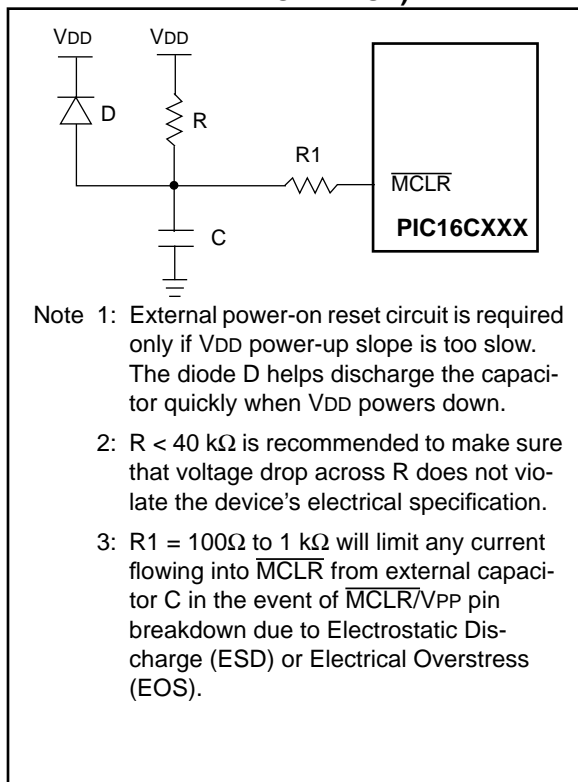 VDD VDD
D
R
R1
MCLR
C
PIC16CXXX
Note 1: External power-on reset circuit is required
only if VDD power-up slope is too slow.
The diode D helps discharge the capaci-
tor quickly when VDD powers down.
2: R < 40 kΩ is recommended to make sure
that voltage drop across R does not vio-
late the device's electrical specification.
3: R1 = 100Ω to 1 kΩ will limit any current
flowing into MCLR from external capaci-
tor C in the event of MCLR/VPP pin
breakdown due to Electrostatic Dis-
charge (ESD) or Electrical Overstress
(EOS).